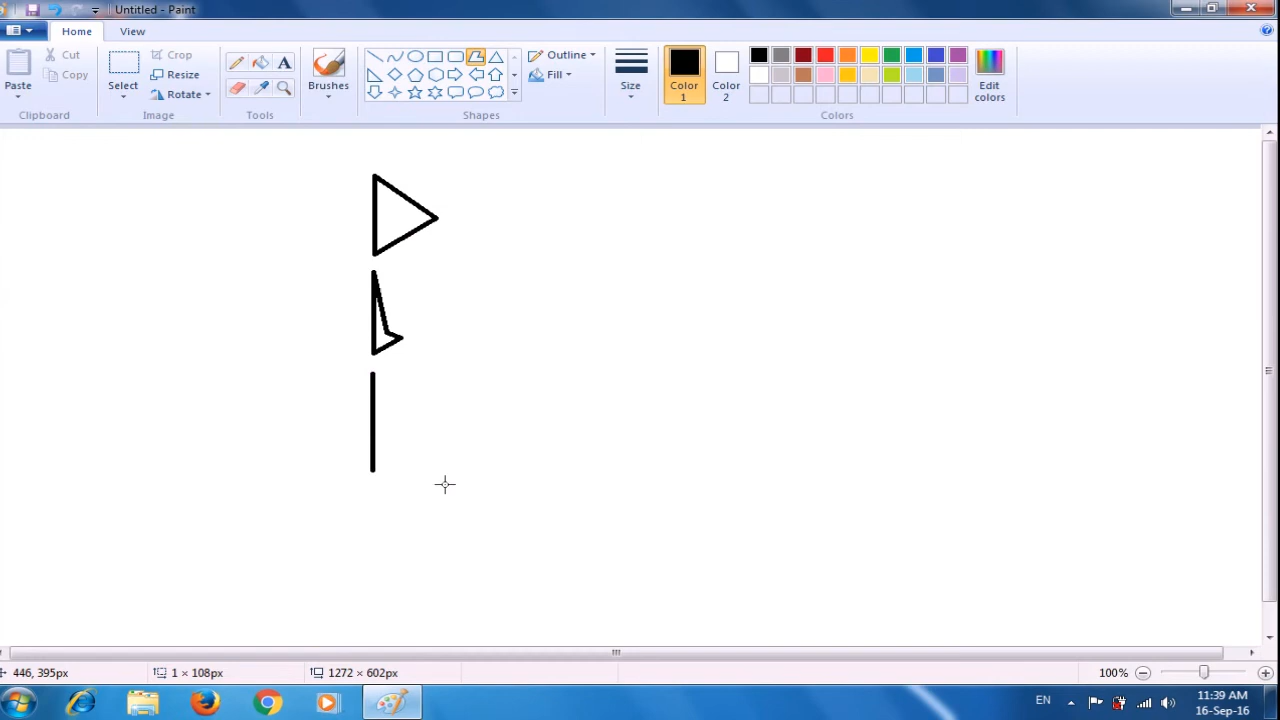 Untitled - Paint
Home View
Paste
Cut
Copy
Clipboard
Select
Crop
Resize
Rotate
Image
A
Tools
Brushes
Shapes
Outline
Fill
Size
Color 1
Color 2
Edit colors
Colors
446, 395px 1 × 108px 1272 × 602px 100%
EN 11:39 AM
16-Sep-16